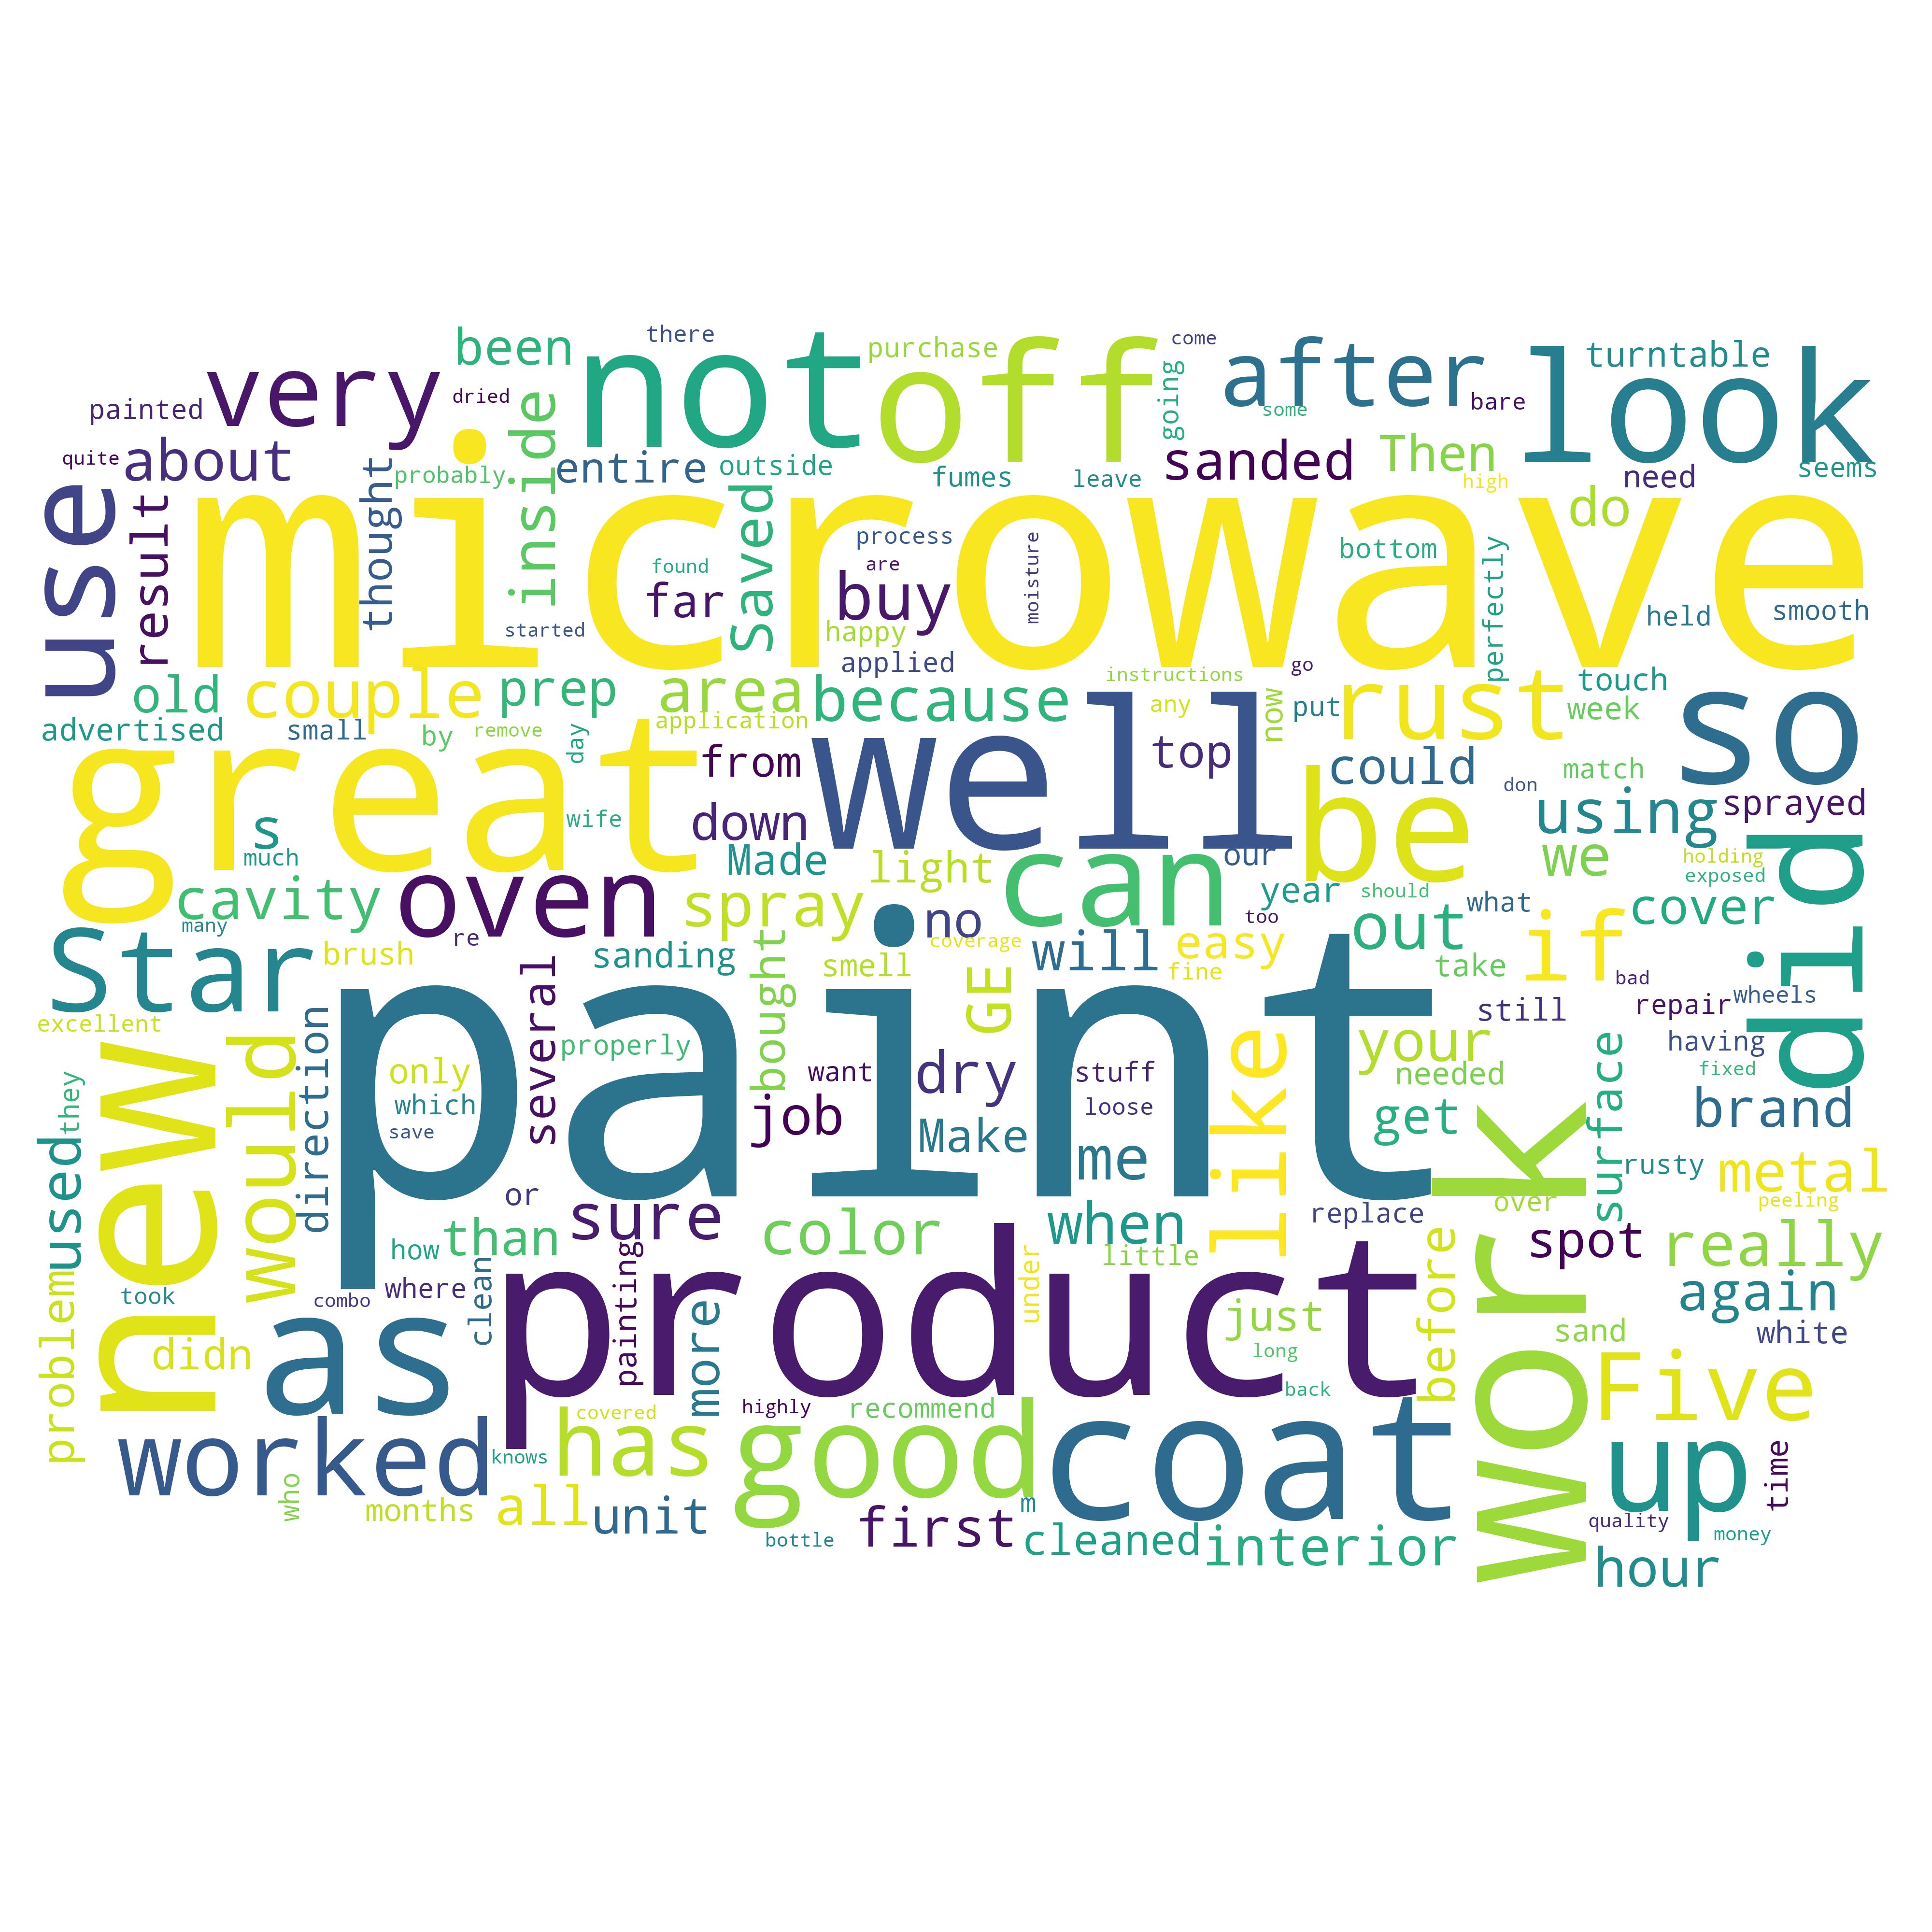 there
come
been
not
purchase
off
after
look
turntable
very
dried
going
some
bare
painted
quite
about
inside
entire
outside
fumes
leave
sanded
Then
high
need
seems
probably
use
result
microwave
thought
Saved
do
process
bottom
perfectly
found
far
are
buy
moisture
held
smooth
started
happy
applied
instructions
go
old
couple
prep
area
because
any
now
put
rust
touch
week
so
advertised
small
by
remove
day
application
from
well
top
could
match
great
s
wife
down
be
don
using
sprayed
much
Made
light
can
our
we
holding
exposed
did
cavity
oven
spray
year
should
what
cover
many
Star
brush
re
sanding
no
coverage
will
easy
too
out
if
smell
GE
fine
take
bad
excellent
several
bought
paint
still
repair
wheels
new
would
direction
only
properly
want
dry
stuff
like
your
needed
having
fixed
they
which
save
job
Make
loose
get
brand
used
or
me
work
surface
rusty
metal
over
peeling
sure
how
than
color
when
replace
spot
really
where
clean
painting
under
little
before
again
problem
took
combo
as
product
more
just
sand
white
didn
long
back
Five
worked
knows
has
covered
highly
good
recommend
coat
up
time
who
months
all
unit
bottle
first
m
cleaned
interior
quality
money
hour